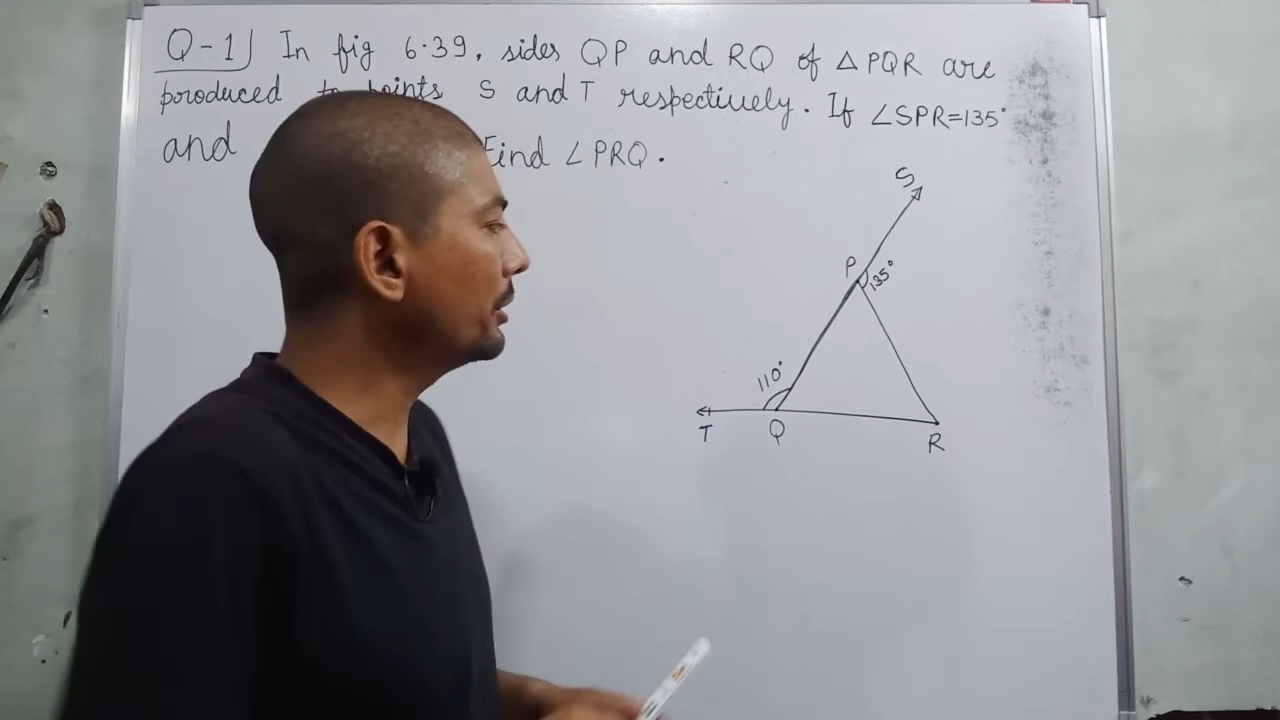 Q-1) In fig 6.39, sides QP and RQ of △PQR are
produced points S and T respectively. If ∠SPR=135°
and Find ∠PRQ.
S
P
135°
110°
T
Q
R